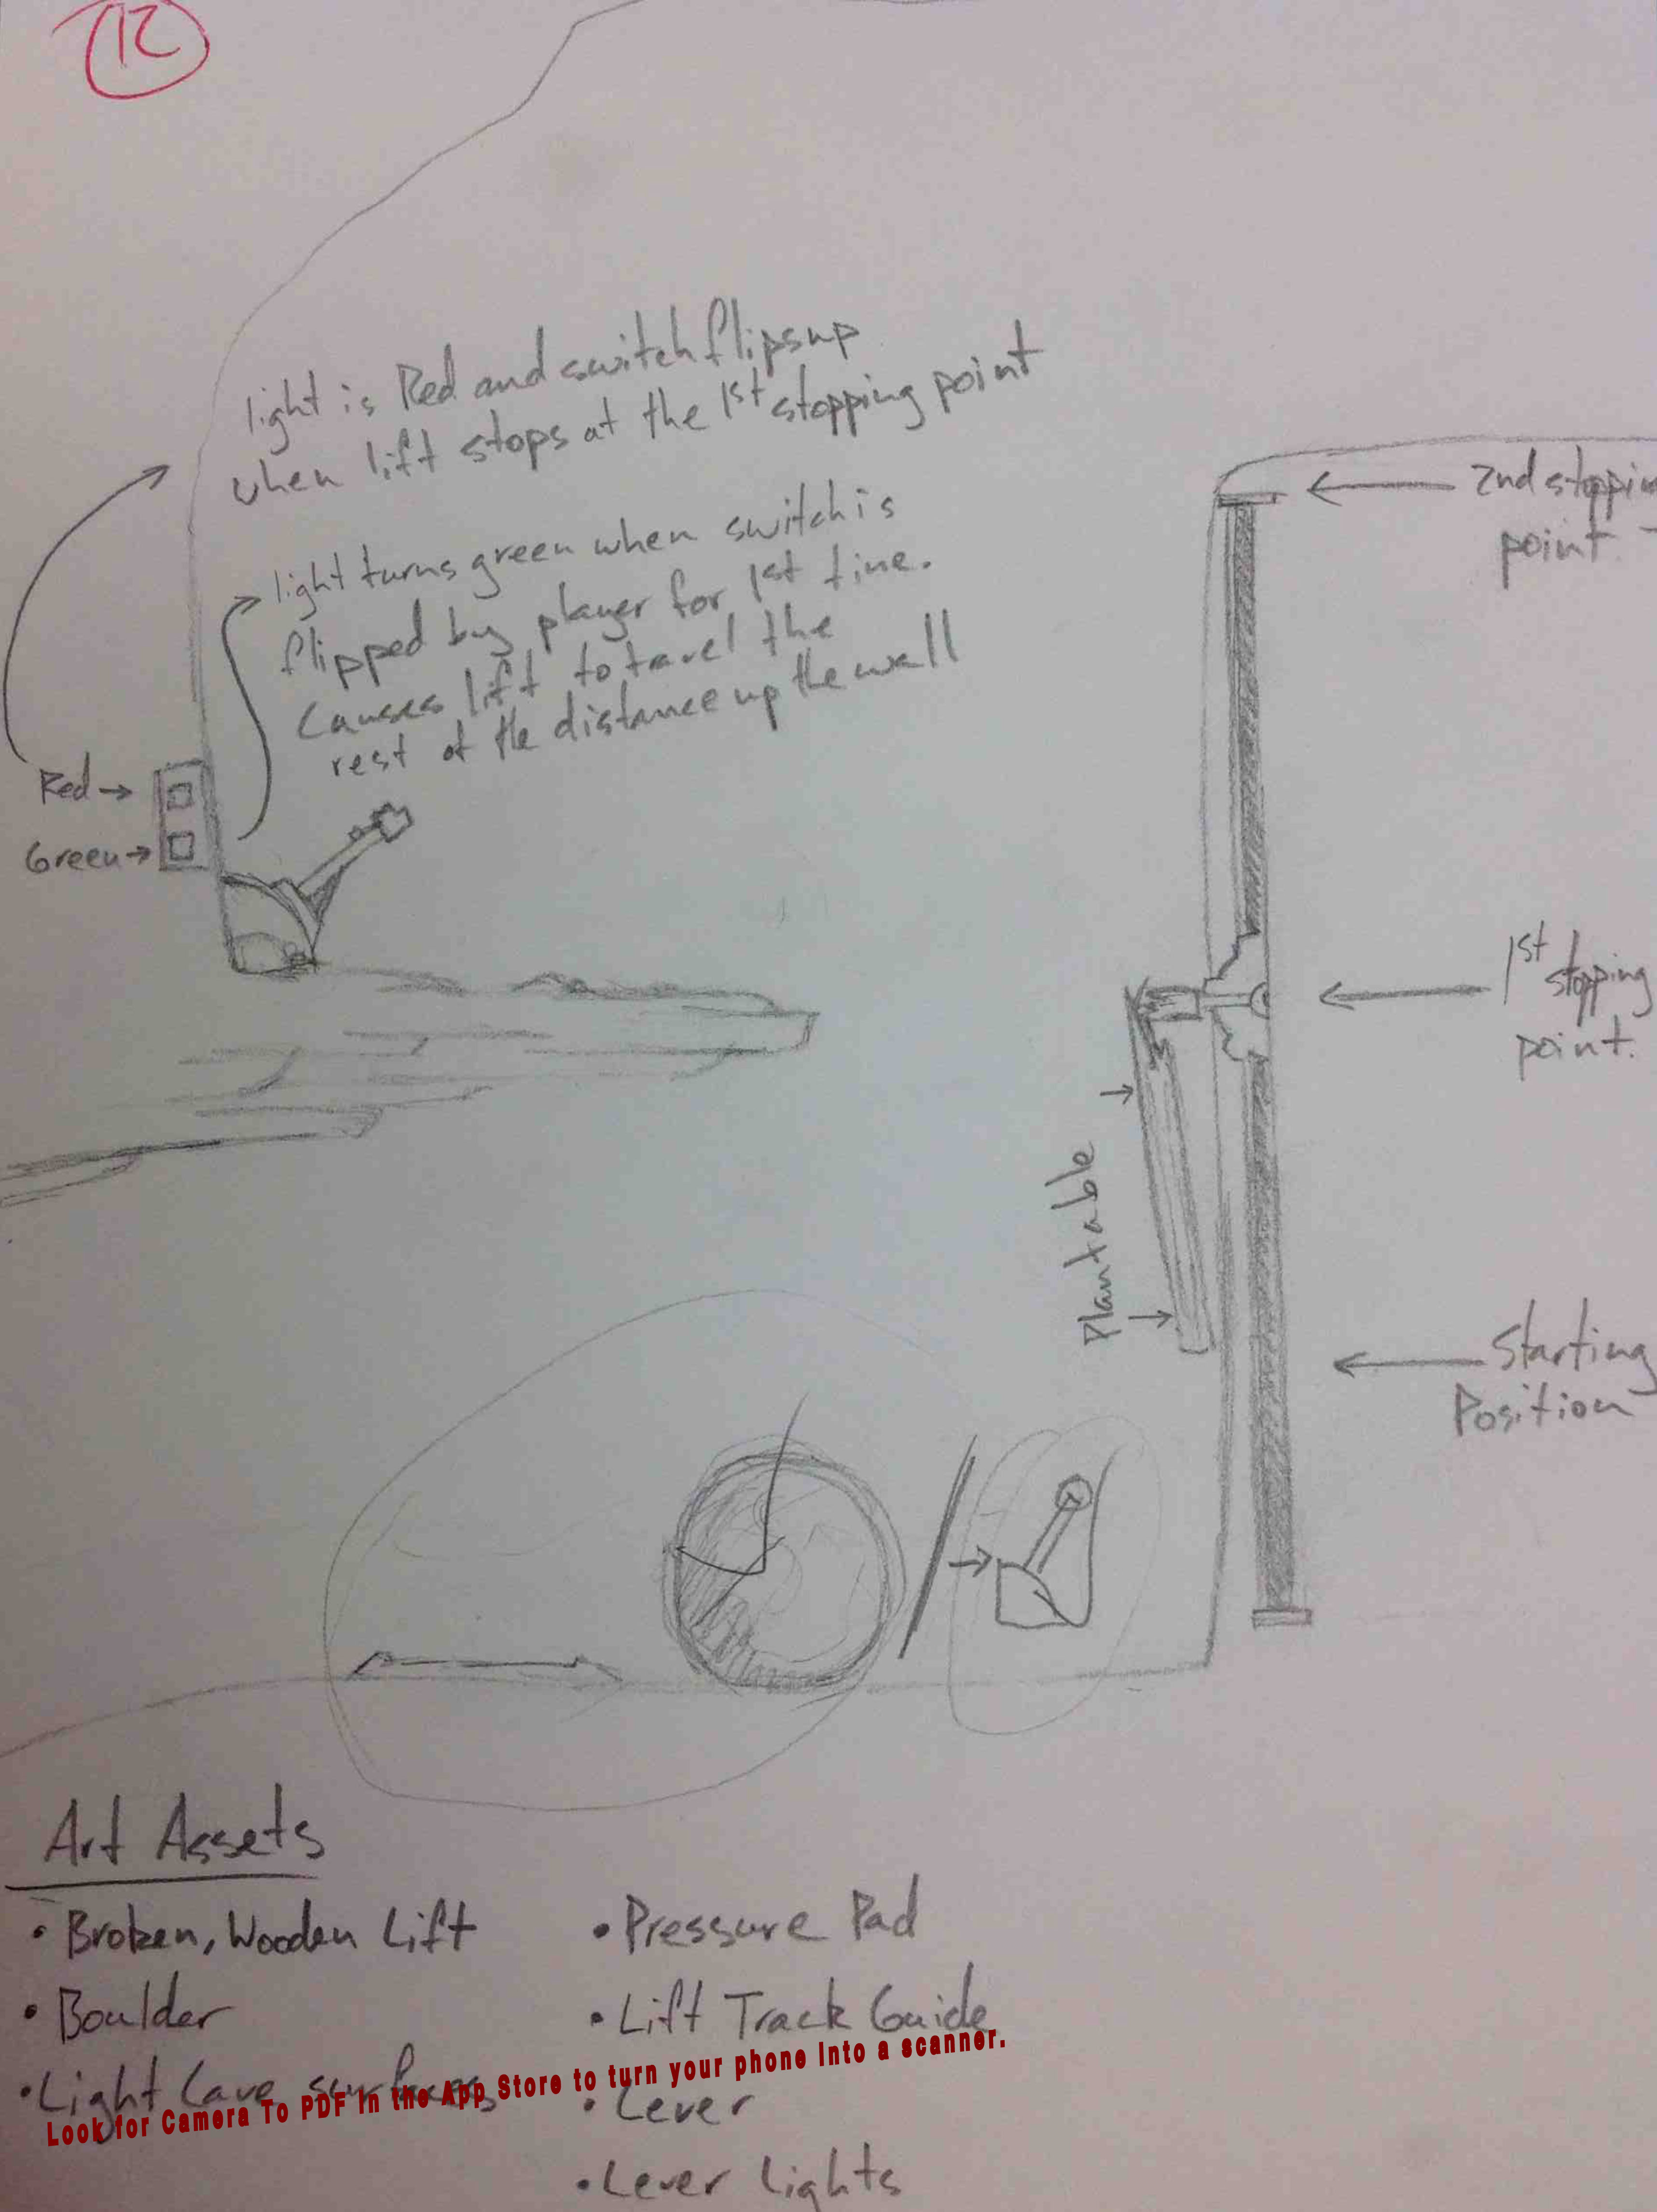 12
light is Red and switch flips up
when lift stops at the 1st stopping point
light turns green when switch is
flipped by player for 1st time.
Causes lift to travel the
rest of the distance up the wall
Red →
Green →
2nd stoppin
point
1st
stopping
point.
Plantable
Starting
Position
Art Assets
• Broken, Wooden Lift
• Boulder
• Light Cave surfaces
• Pressure Pad
• Lift Track Guide
• Lever
• Lever Lights
Look for Camera To PDF in the App Store to turn your phone into a scanner.